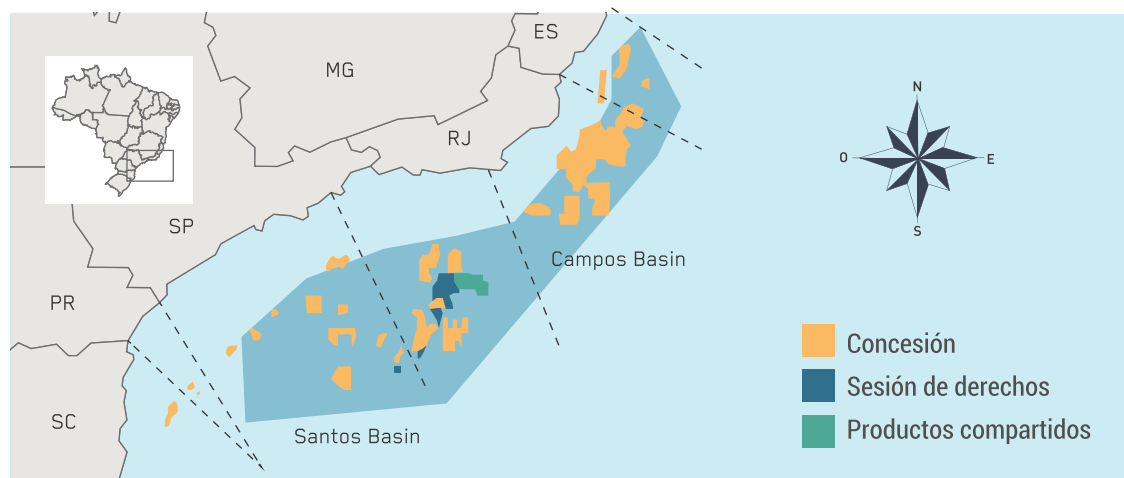 ES
MG
RJ
SP
PR
SC
Campos Basin
Santos Basin
N
O
E
S
Concesión
Sesión de derechos
Productos compartidos